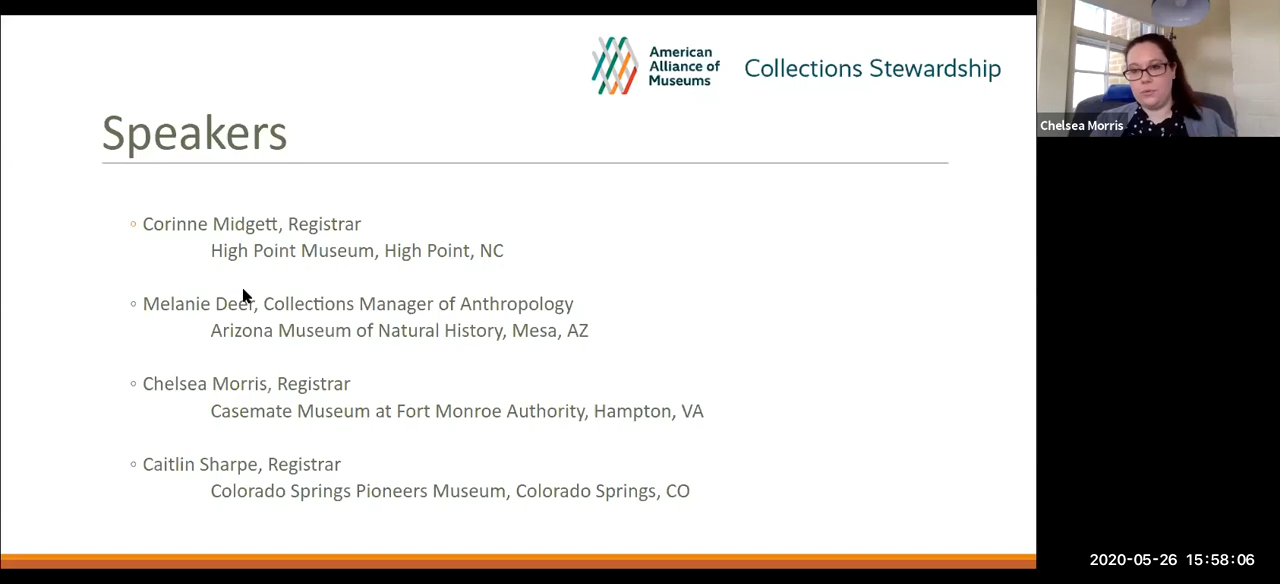 American
Alliance of
Museums
Collections Stewardship
Chelsea Morris
Speakers
Corinne Midgett, Registrar
High Point Museum, High Point, NC
Melanie Deer, Collections Manager of Anthropology
Arizona Museum of Natural History, Mesa, AZ
Chelsea Morris, Registrar
Casemate Museum at Fort Monroe Authority, Hampton, VA
Caitlin Sharpe, Registrar
Colorado Springs Pioneers Museum, Colorado Springs, CO
2020-05-26 15:58:06